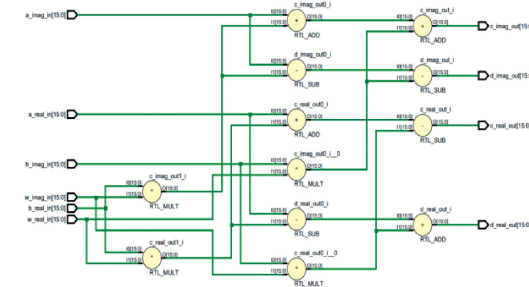 a_imag_in[15:0]
a_real_in[15:0]
b_imag_in[15:0]
w_imag_in[15:0]
b_real_in[15:0]
w_real_in[15:0]
c_imag_out1_i
I0[15:0]
I1[15:0]
O[15:0]
RTL_MULT
c_real_out1_i
I0[15:0]
I1[15:0]
O[15:0]
RTL_MULT
c_imag_out0_i
I0[15:0]
I1[15:0]
O[15:0]
RTL_ADD
d_imag_out0_i
I0[15:0]
I1[15:0]
O[15:0]
RTL_SUB
c_real_out0_i
I0[15:0]
I1[15:0]
O[15:0]
RTL_ADD
c_imag_out0_i__0
I0[15:0]
I1[15:0]
O[15:0]
RTL_MULT
d_real_out0_i
I0[15:0]
I1[15:0]
O[15:0]
RTL_SUB
c_real_out0_i__0
I0[15:0]
I1[15:0]
O[15:0]
RTL_MULT
c_imag_out_i
I0[15:0]
I1[15:0]
O[15:0]
RTL_ADD
d_imag_out_i
I0[15:0]
I1[15:0]
O[15:0]
RTL_SUB
c_real_out_i
I0[15:0]
I1[15:0]
O[15:0]
RTL_SUB
d_real_out_i
I0[15:0]
I1[15:0]
O[15:0]
RTL_ADD
c_imag_out[15:
d_imag_out[15:
c_real_out[15:0
d_real_out[15:0